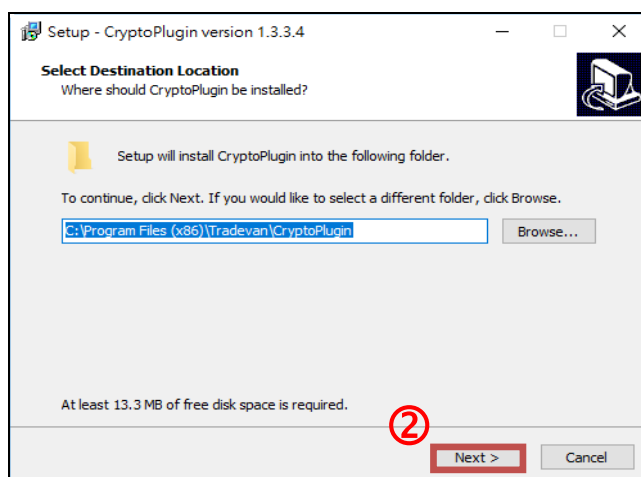 Setup - CryptoPlugin version 1.3.3.4
Select Destination Location
Where should CryptoPlugin be installed?
Setup will install CryptoPlugin into the following folder.
To continue, click Next. If you would like to select a different folder, click Browse.
C:\Program Files (x86)\Tradevan\CryptoPlugin
Browse...
At least 13.3 MB of free disk space is required.
②
Next >
Cancel